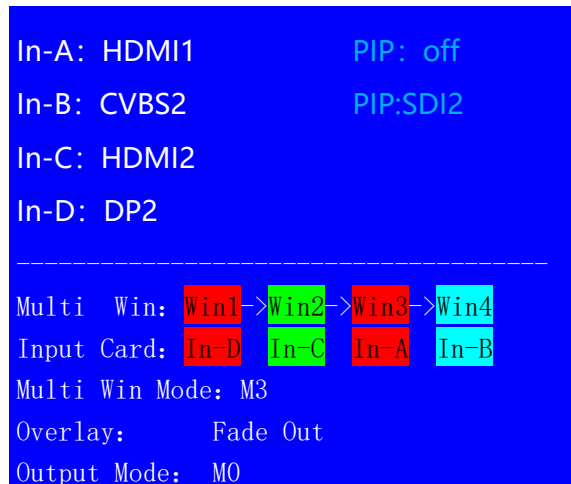 In-A：HDMI1 PIP：off
In-B：CVBS2 PIP:SDI2
In-C：HDMI2
In-D：DP2
----------------------------------------
Multi Win：Win1->Win2->Win3->Win4
Input Card：In-D In-C In-A In-B
Multi Win Mode：M3
Overlay： Fade Out
Output Mode： M0